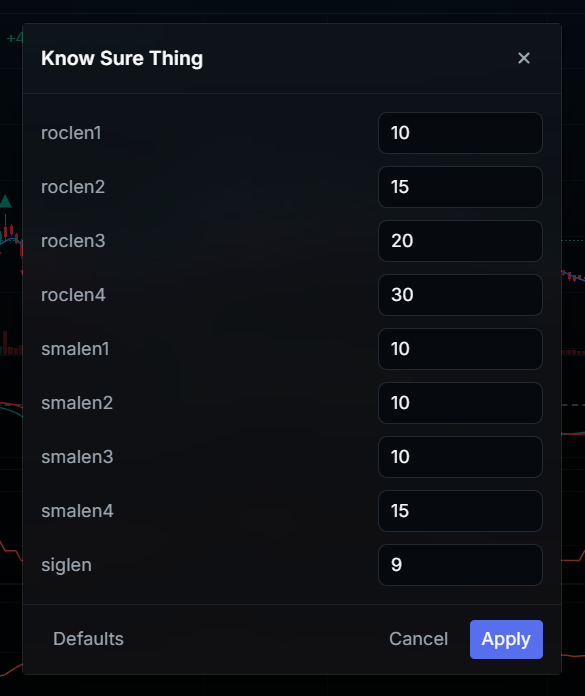 +4
Know Sure Thing
roclen1 10
roclen2 15
roclen3 20
roclen4 30
smalen1 10
smalen2 10
smalen3 10
smalen4 15
siglen 9
Defaults Cancel Apply